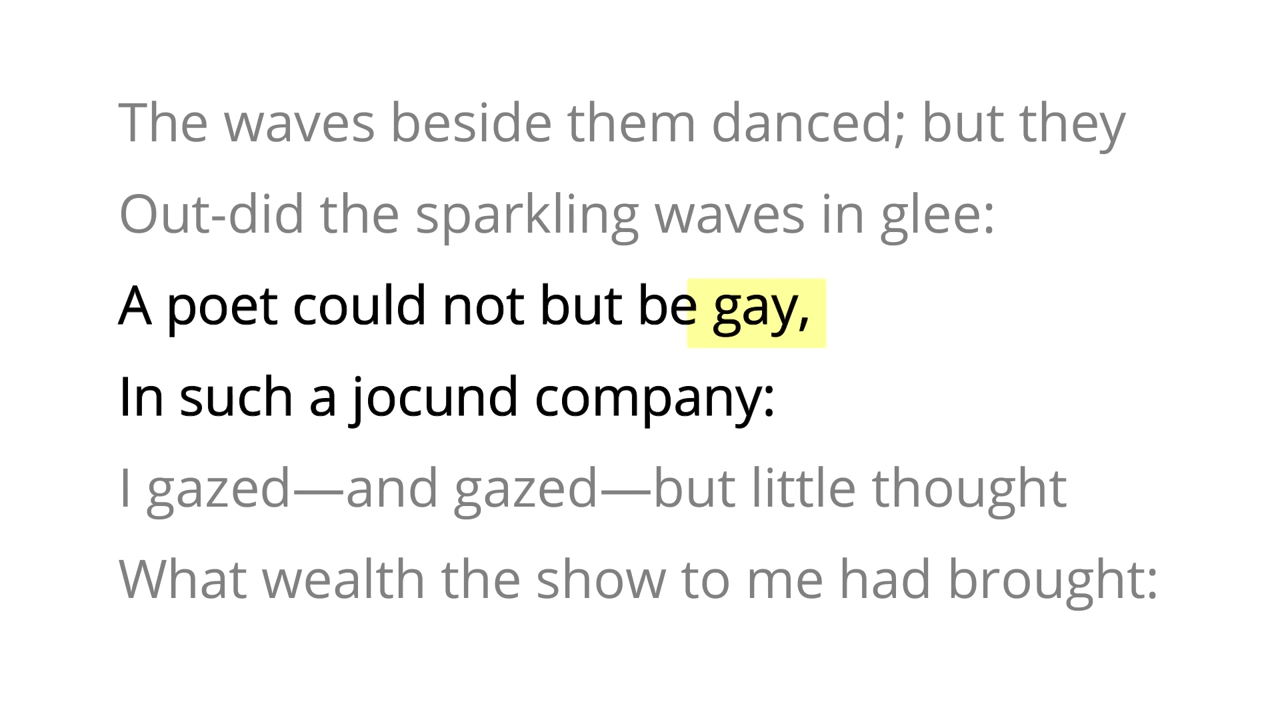 The waves beside them danced; but they
Out-did the sparkling waves in glee:
A poet could not but be gay,
In such a jocund company:
I gazed—and gazed—but little thought
What wealth the show to me had brought: